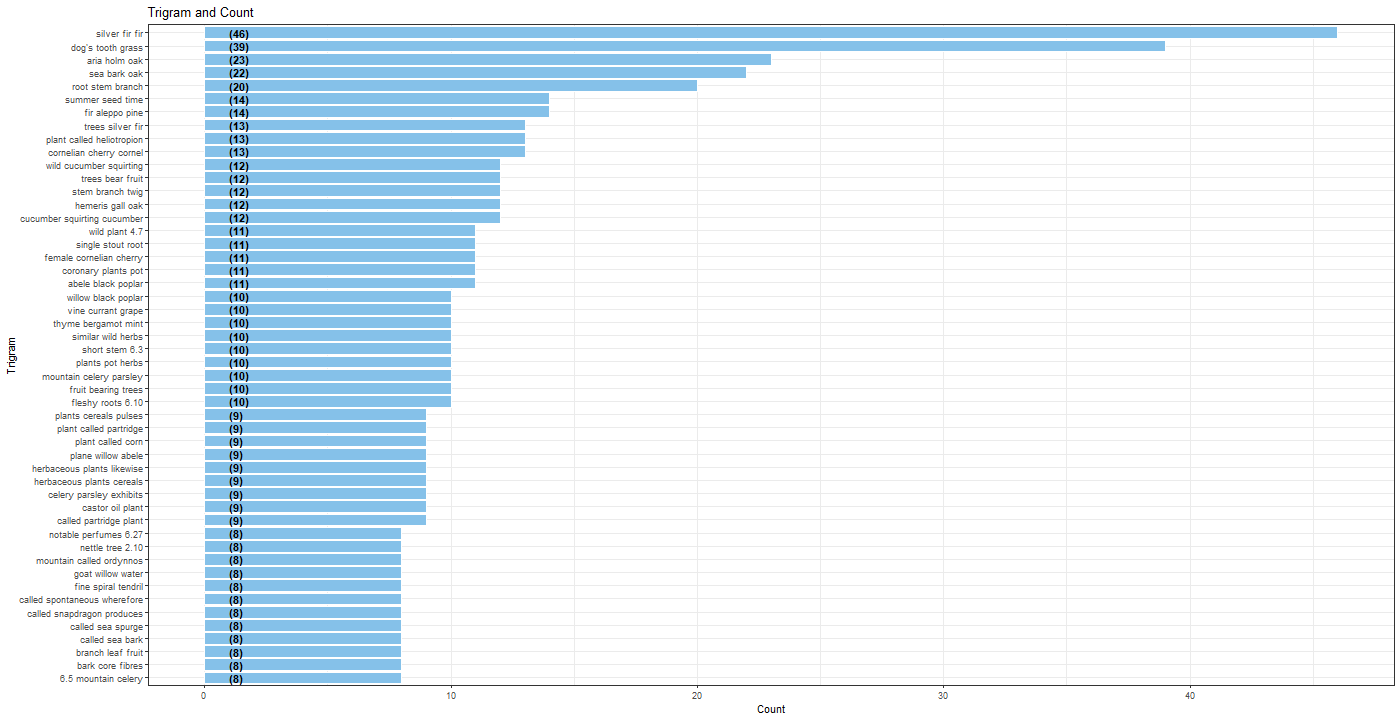 Trigram and Count
silver fir fir (46)
dog's tooth grass (39)
aria holm oak (23)
sea bark oak (22)
root stem branch (20)
summer seed time (14)
fir aleppo pine (14)
trees silver fir (13)
plant called heliotropion (13)
cornelian cherry cornel (13)
wild cucumber squirting (12)
trees bear fruit (12)
stem branch twig (12)
hemeris gall oak (12)
cucumber squirting cucumber (12)
wild plant 4.7 (11)
single stout root (11)
female cornelian cherry (11)
coronary plants pot (11)
abele black poplar (11)
willow black poplar (10)
vine currant grape (10)
thyme bergamot mint (10)
similar wild herbs (10)
short stem 6.3 (10)
plants pot herbs (10)
mountain celery parsley (10)
fruit bearing trees (10)
fleshy roots 6.10 (10)
plants cereals pulses (9)
plant called partridge (9)
plant called corn (9)
plane willow abele (9)
herbaceous plants likewise (9)
herbaceous plants cereals (9)
celery parsley exhibits (9)
castor oil plant (9)
called partridge plant (9)
notable perfumes 6.27 (8)
nettle tree 2.10 (8)
mountain called ordynnos (8)
goat willow water (8)
fine spiral tendril (8)
called spontaneous wherefore (8)
called snapdragon produces (8)
called sea spurge (8)
called sea bark (8)
branch leaf fruit (8)
bark core fibres (8)
6.5 mountain celery (8)
0 10 20 30 40
Count
Trigram